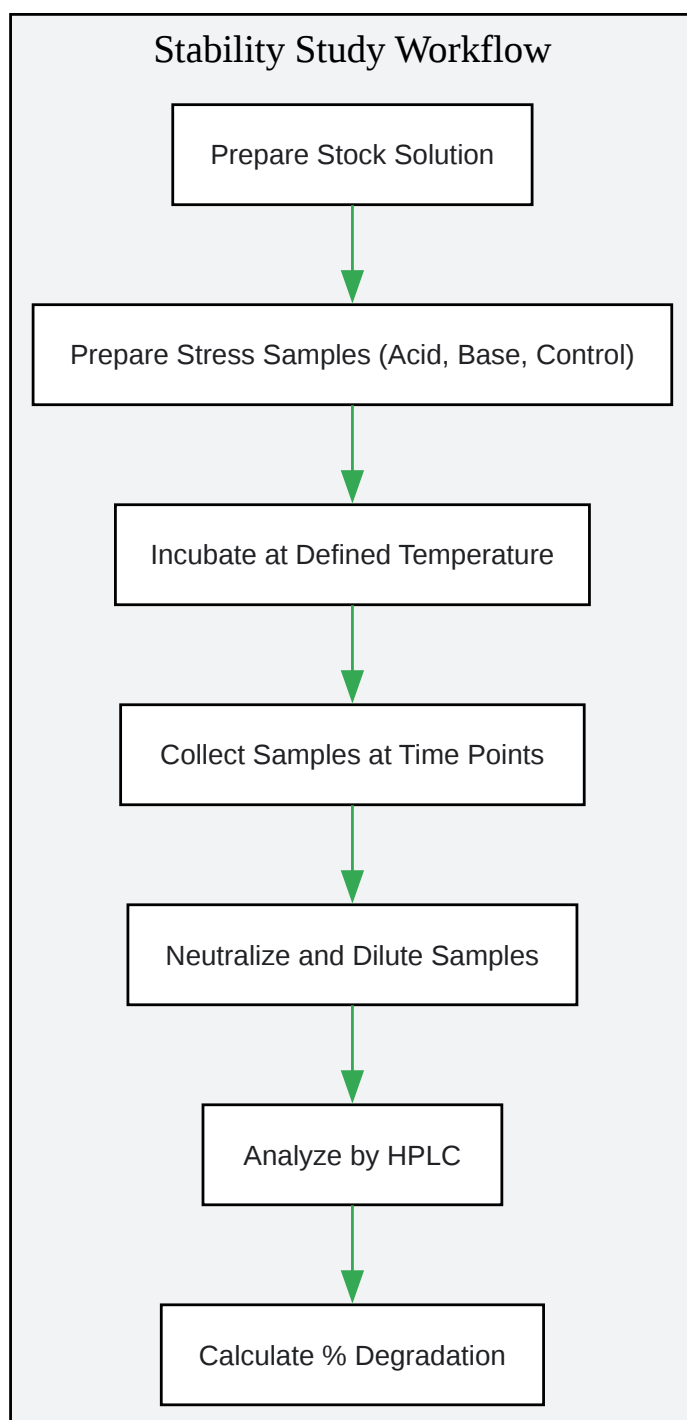 Stability Study Workflow
Prepare Stock Solution
Prepare Stress Samples (Acid, Base, Control)
Incubate at Defined Temperature
Collect Samples at Time Points
Neutralize and Dilute Samples
Analyze by HPLC
Calculate % Degradation